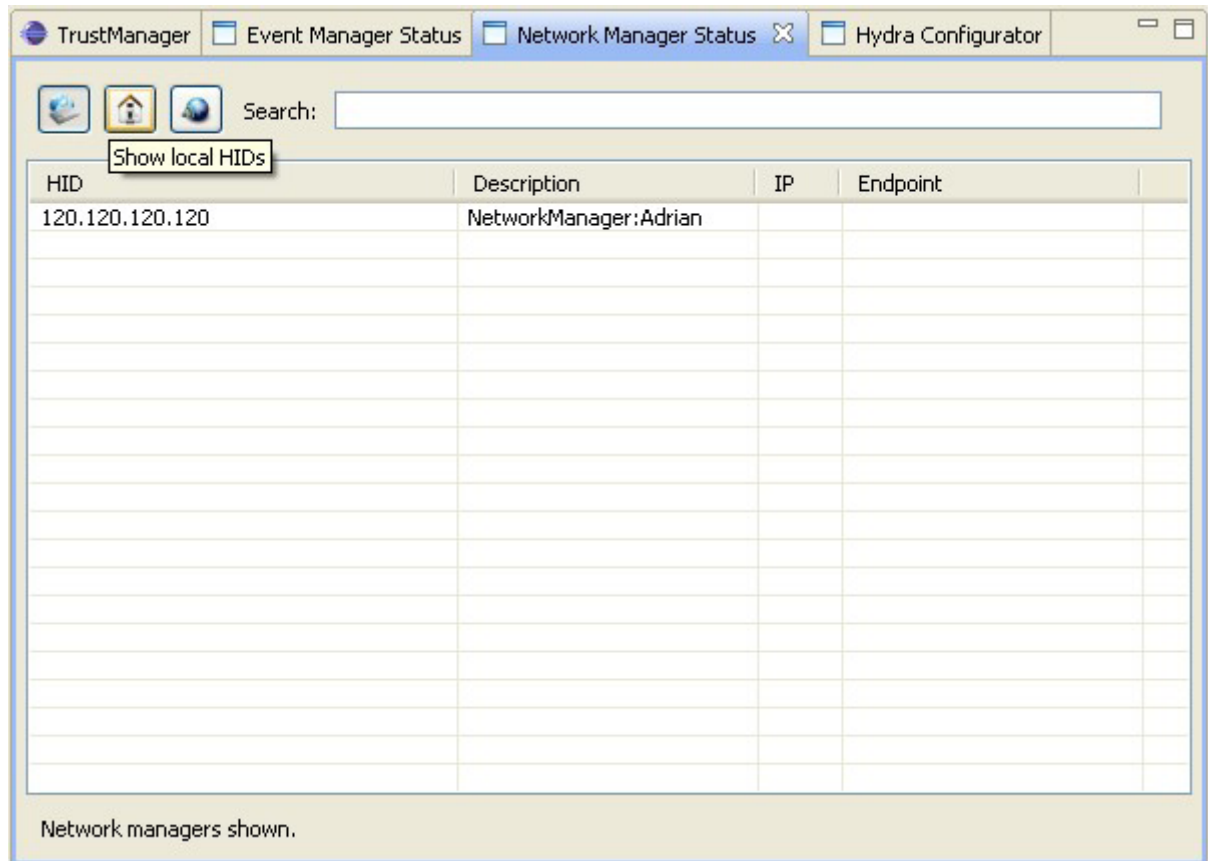 TrustManager Event Manager Status Network Manager Status Hydra Configurator
Search:
Show local HIDs
HID Description IP Endpoint
120.120.120.120 NetworkManager:Adrian
Network managers shown.